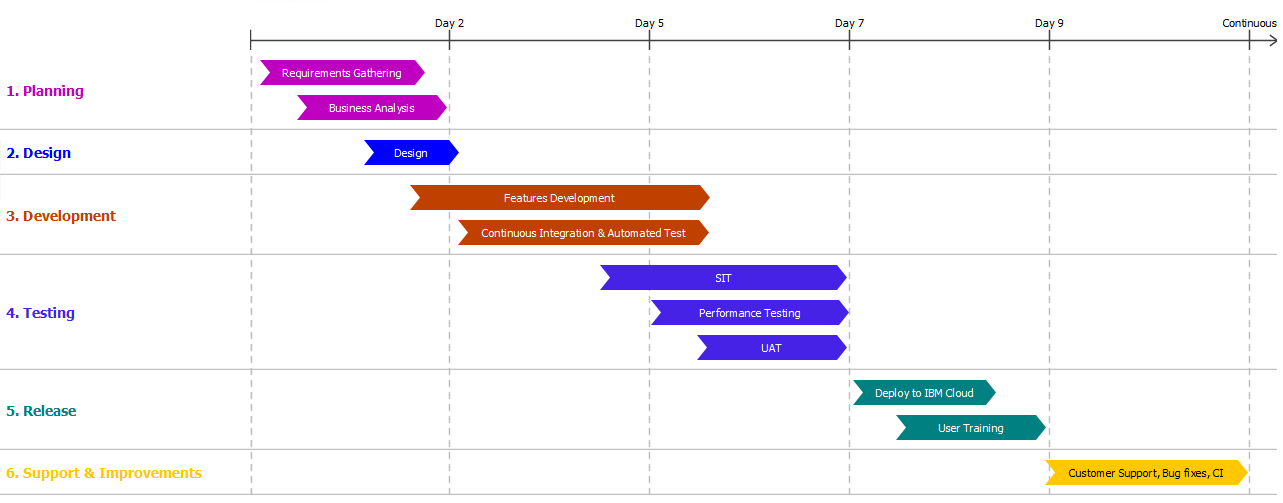 Day 2
Day 5
Day 7
Day 9
Continuous
1. Planning
Requirements Gathering
Business Analysis
2. Design
Design
3. Development
Features Development
Continuous Integration & Automated Test
4. Testing
SIT
Performance Testing
UAT
5. Release
Deploy to IBM Cloud
User Training
6. Support & Improvements
Customer Support, Bug fixes, CI